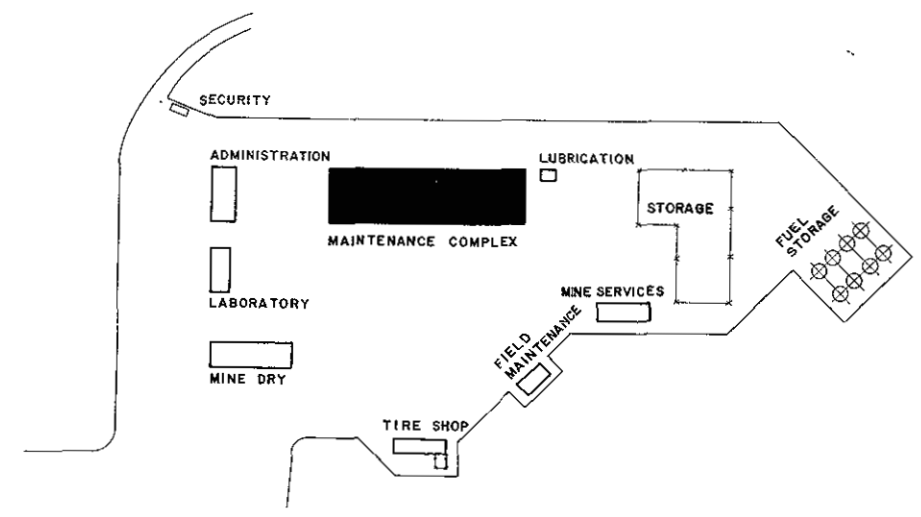 SECURITY
ADMINISTRATION
LUBRICATION
STORAGE
FUEL
STORAGE
MAINTENANCE COMPLEX
LABORATORY
MINE SERVICES
FIELD
MAINTENANCE
MINE DRY
TIRE SHOP